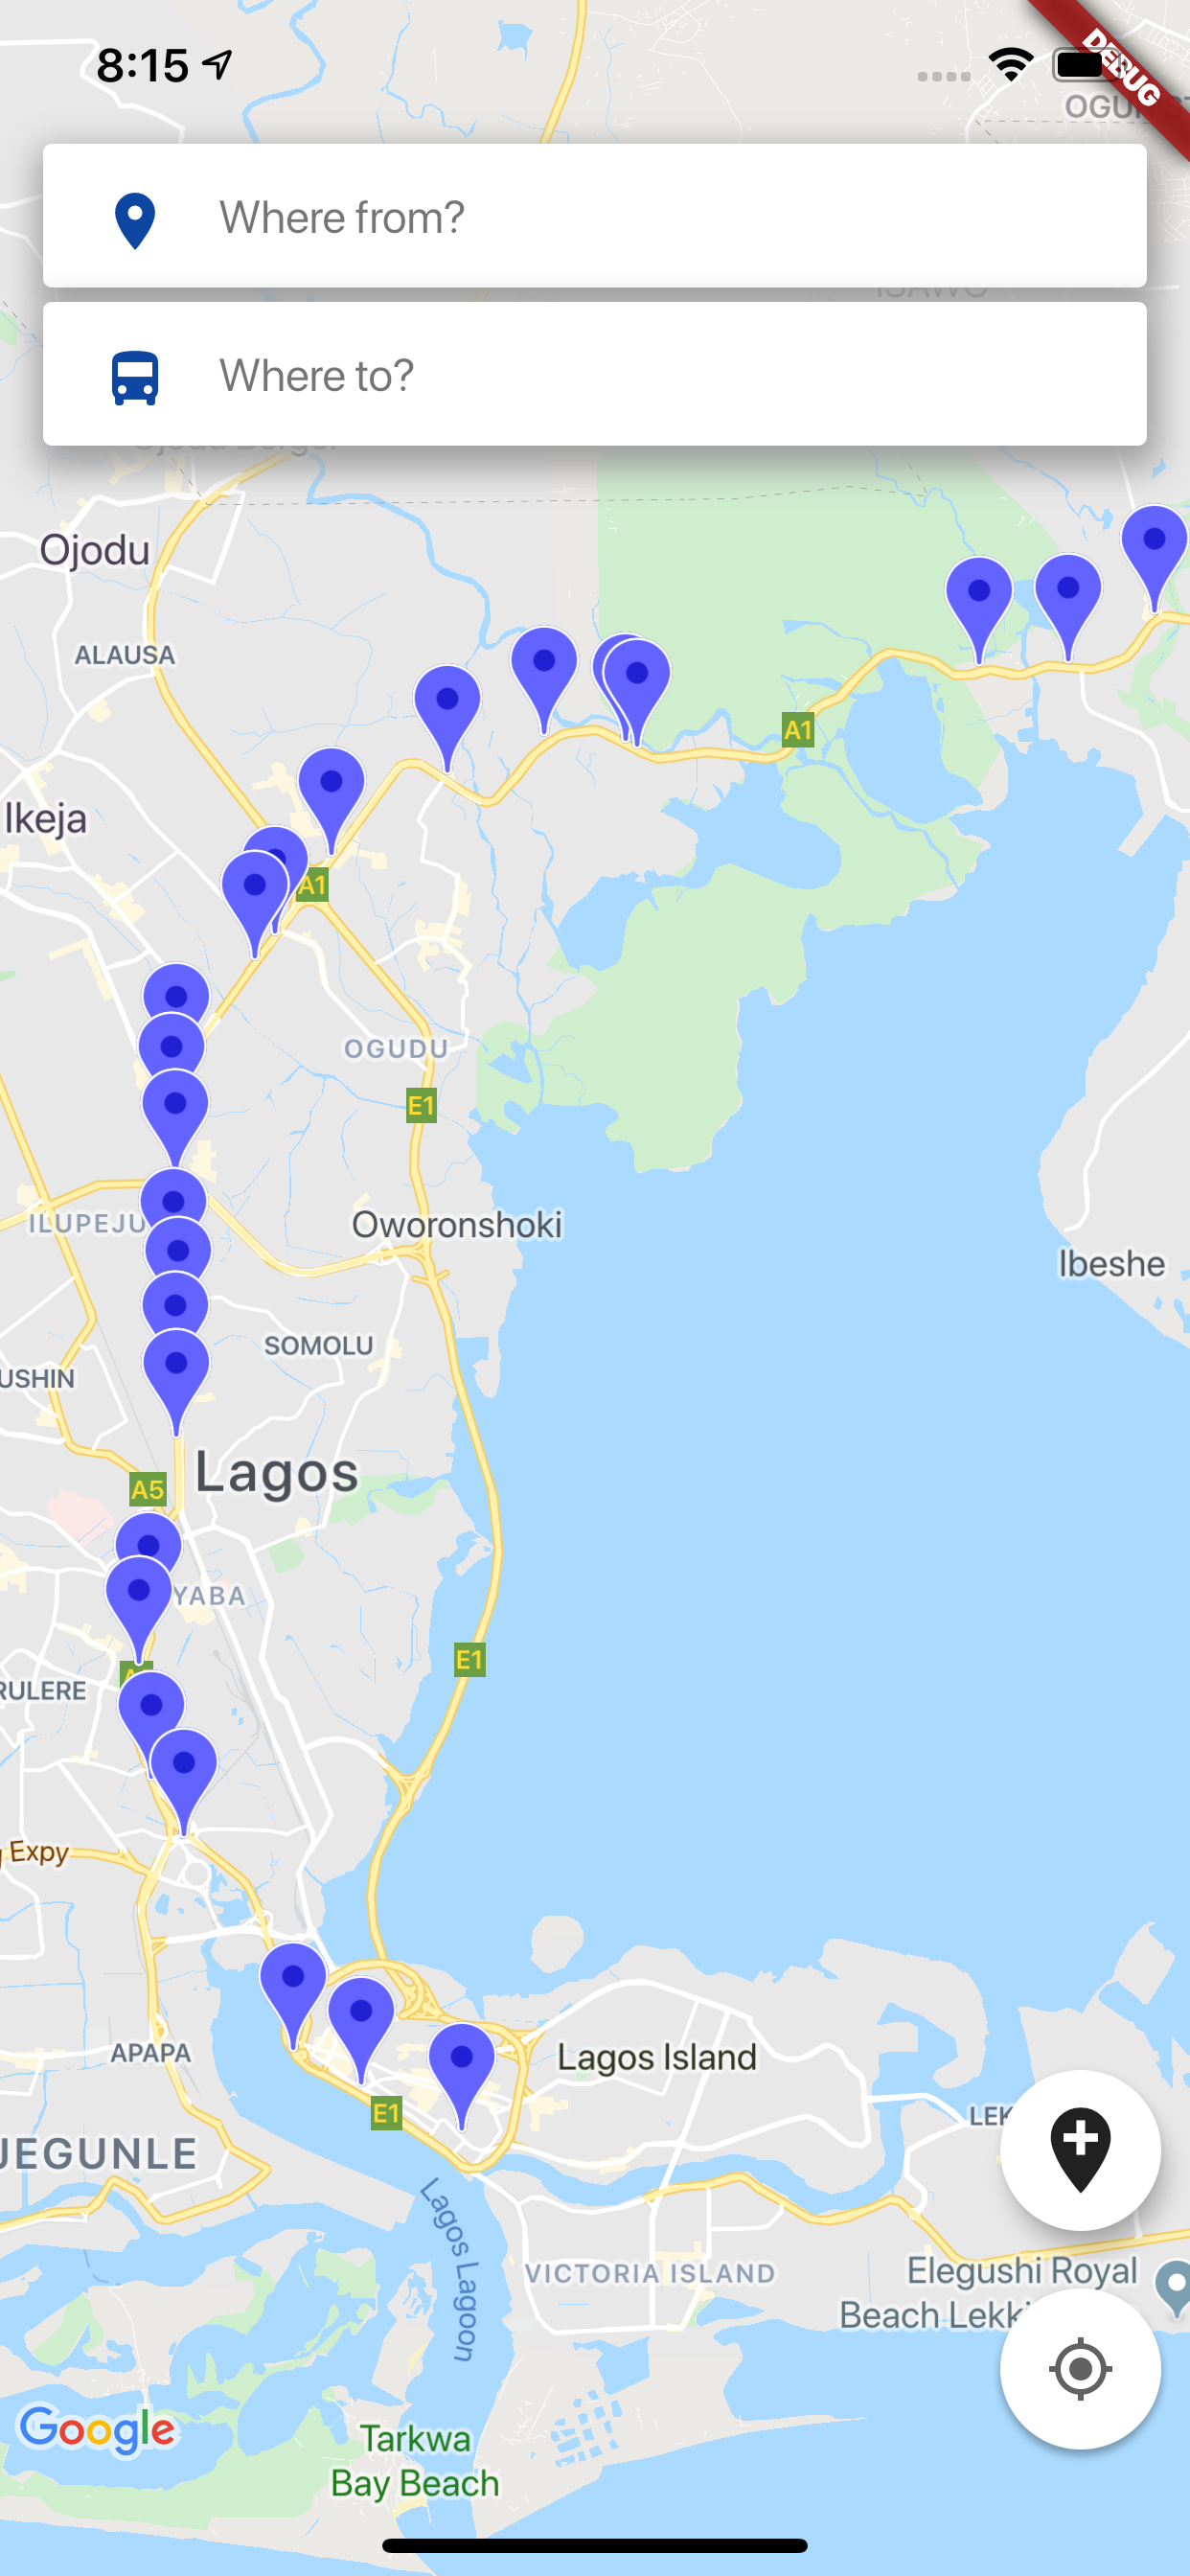 8:15
DEBUG
Where from?
Where to?
Ojodu
ALAUSA
A1
Ikeja
A1
OGUDU
E1
ILUPEJU
Oworonshoki
Ibeshe
SOMOLU
USHIN
Lagos
A5
YABA
E1
RULERE
Expy
Lagos Island
APAPA
E1
LEK
JEGUNLE
Lagos Lagoon
VICTORIA ISLAND
Elegushi Royal
Beach Lekki
Google
Tarkwa
Bay Beach